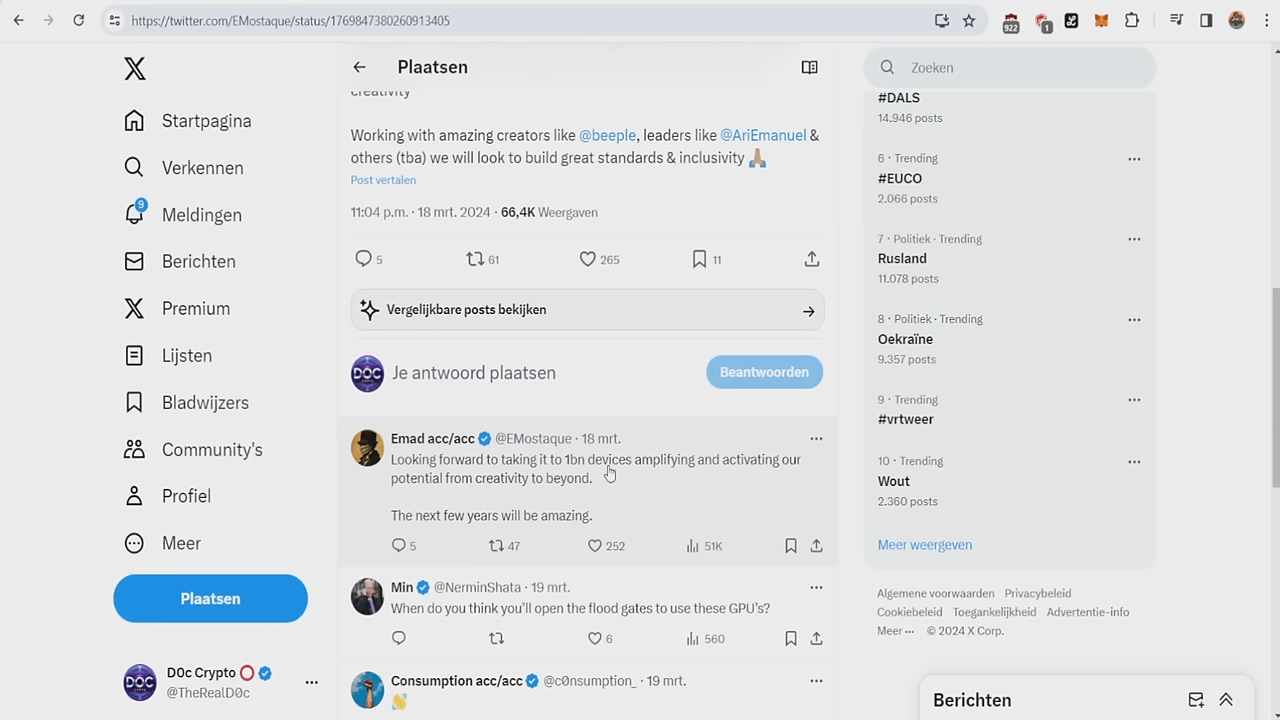 https://twitter.com/EMostaque/status/1769847380260913405
922
1
Startpagina
Verkennen
9
Meldingen
Berichten
Premium
Lijsten
Bladwijzers
Community's
Profiel
Meer
Plaatsen
D0c Crypto
@TheRealD0c
Plaatsen
creativity
Working with amazing creators like @beeple, leaders like @AriEmanuel &
others (tba) we will look to build great standards & inclusivity 🙏🏽
Post vertalen
11:04 p.m. · 18 mrt. 2024 · 66,4K Weergaven
5 61 265 11
Vergelijkbare posts bekijken
DOC
Je antwoord plaatsen
Beantwoorden
Emad acc/acc @EMostaque · 18 mrt.
Looking forward to taking it to 1bn devices amplifying and activating our
potential from creativity to beyond.
The next few years will be amazing.
5 47 252 51K
Min @NerminShata · 19 mrt.
When do you think you'll open the flood gates to use these GPU's?
6 560
Consumption acc/acc @c0nsumption_ · 19 mrt.
👋
Zoeken
#DALS
14.946 posts
6 · Trending
#EUCO
2.066 posts
7 · Politiek · Trending
Rusland
11.078 posts
8 · Politiek · Trending
Oekraïne
9.357 posts
9 · Trending
#vrtweer
10 · Trending
Wout
2.360 posts
Meer weergeven
Algemene voorwaarden Privacybeleid
Cookiebeleid Toegankelijkheid Advertentie-info
Meer ··· © 2024 X Corp.
Berichten